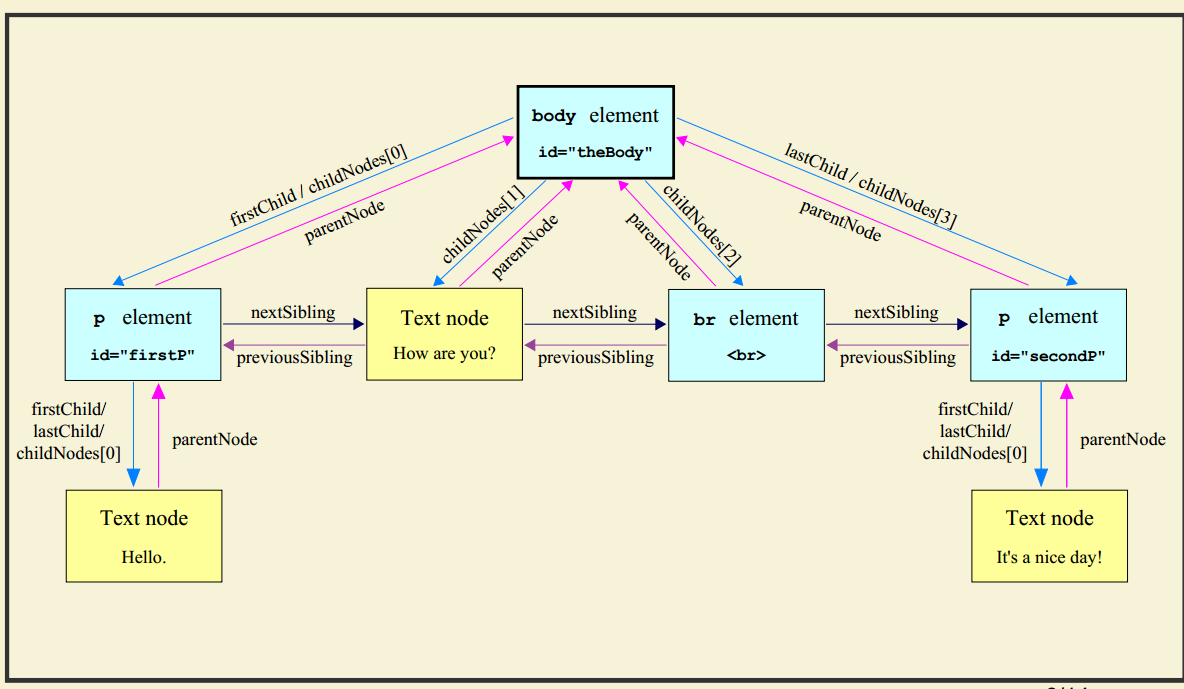 body element
id="theBody"
firstChild / childNodes[0]
parentNode
childNodes[1]
parentNode
parentNode
childNodes[2]
lastChild / childNodes[3]
parentNode
p element
id="firstP"
nextSibling
previousSibling
Text node
How are you?
nextSibling
previousSibling
br element
<br>
nextSibling
previousSibling
p element
id="secondP"
firstChild/
lastChild/
childNodes[0]
parentNode
firstChild/
lastChild/
childNodes[0]
parentNode
Text node
Hello.
Text node
It's a nice day!